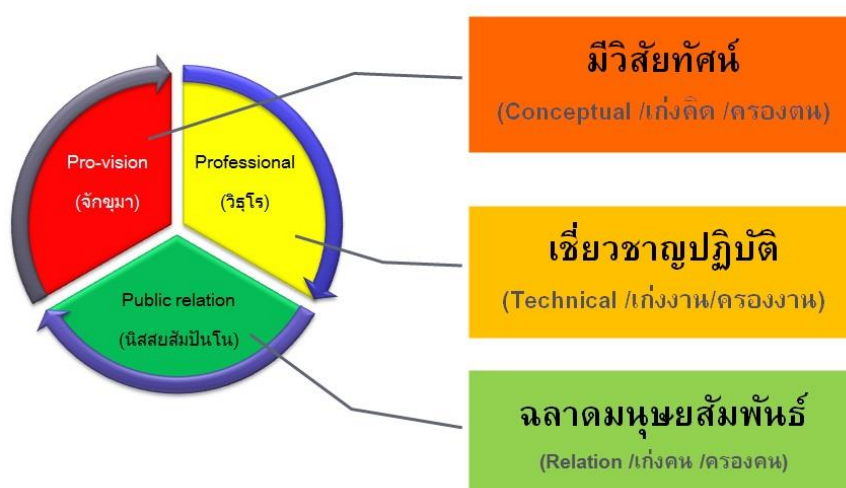 Pro-vision
(จักขุมา)
Professional
(วิธุโร)
Public relation
(นิสสยสัมปันโน)
มีวิสัยทัศน์
(Conceptual /เก่งคิด /ครองตน)
เชี่ยวชาญปฏิบัติ
(Technical /เก่งงาน/ครองงาน)
ฉลาดมนุษยสัมพันธ์
(Relation /เก่งคน /ครองคน)